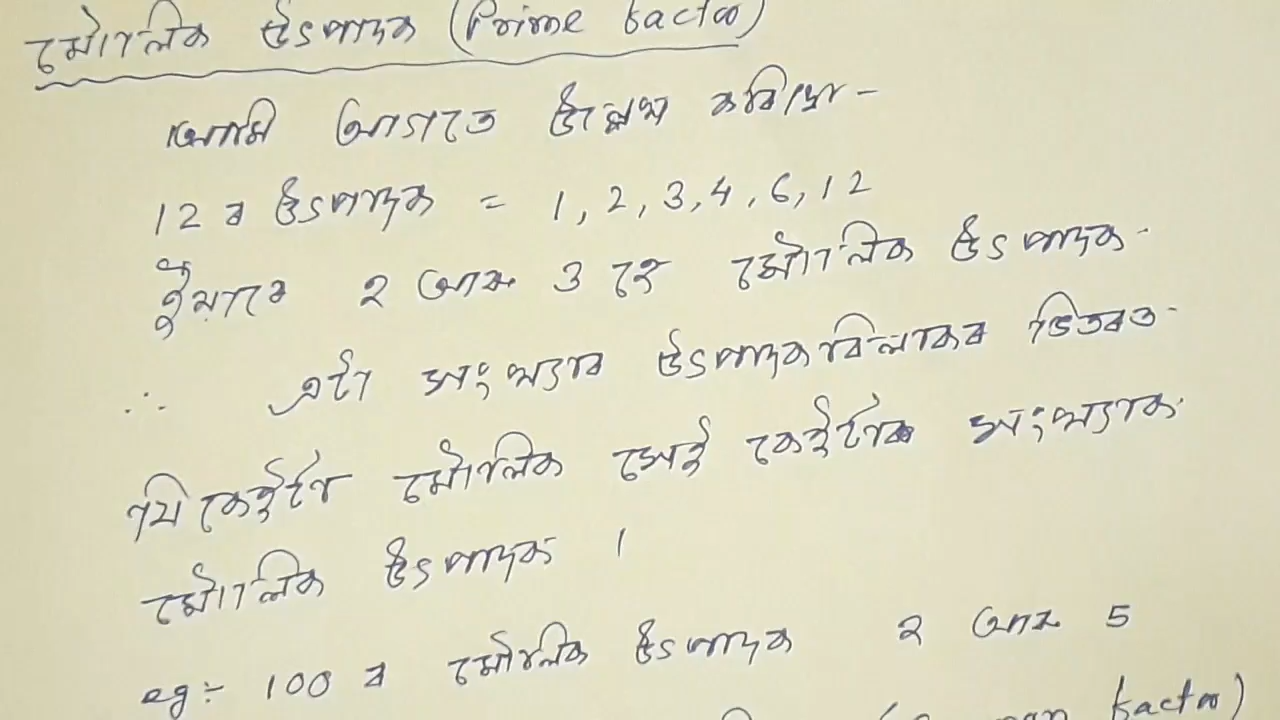 মৌলিক উৎপাদক (Prime factor)
আমি আগতে উল্লেখ কৰিছো -
12 ৰ উৎপাদক = 1, 2, 3, 4, 6, 12
ইয়াৰে 2 আৰু 3 হে মৌলিক উৎপাদক.
∴ এটা সংখ্যাৰ উৎপাদকবিলাকৰ ভিতৰত
যি কেইটা মৌলিক সেই কেইটাক সংখ্যাক
মৌলিক উৎপাদক ।
eg :- 100 ৰ মৌলিক উৎপাদক 2 আৰু 5
factor)